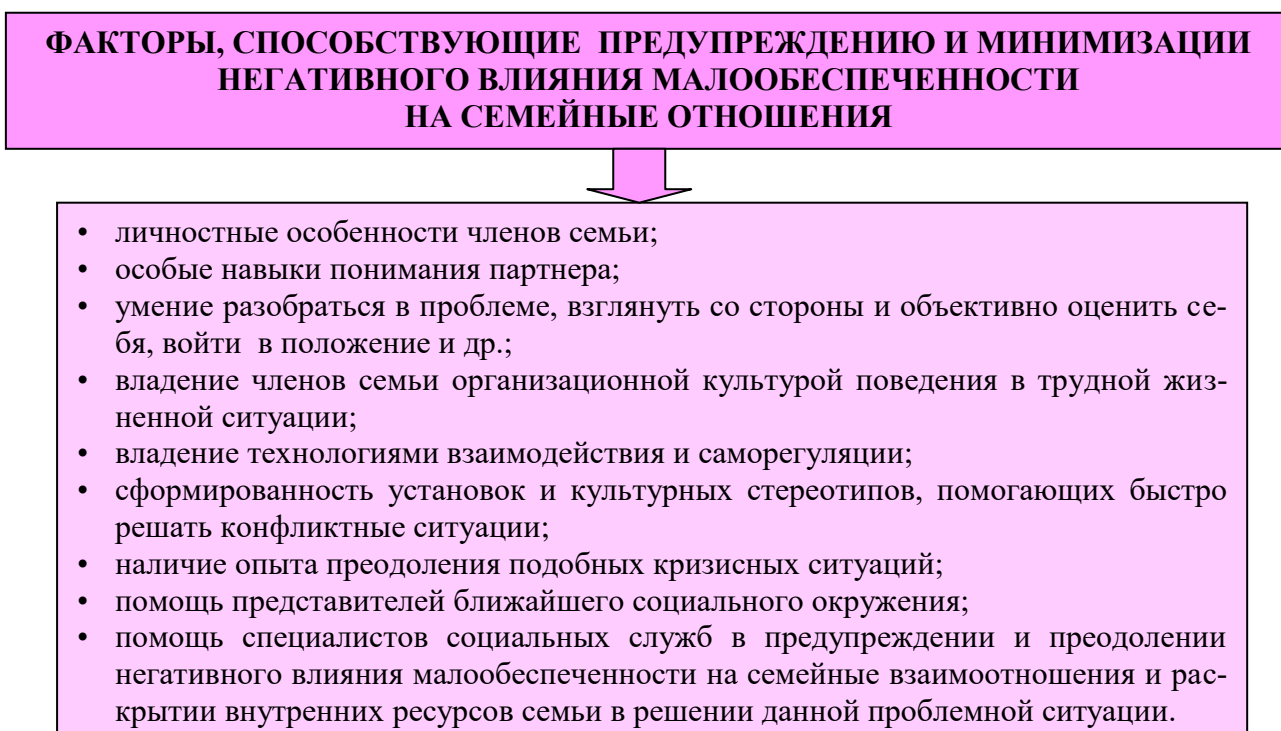 ФАКТОРЫ, СПОСОБСТВУЮЩИЕ ПРЕДУПРЕЖДЕНИЮ И МИНИМИЗАЦИИ
НЕГАТИВНОГО ВЛИЯНИЯ МАЛООБЕСПЕЧЕННОСТИ
НА СЕМЕЙНЫЕ ОТНОШЕНИЯ
• личностные особенности членов семьи;
• особые навыки понимания партнера;
• умение разобраться в проблеме, взглянуть со стороны и объективно оценить се-
бя, войти в положение и др.;
• владение членов семьи организационной культурой поведения в трудной жиз-
ненной ситуации;
• владение технологиями взаимодействия и саморегуляции;
• сформированность установок и культурных стереотипов, помогающих быстро
решать конфликтные ситуации;
• наличие опыта преодоления подобных кризисных ситуаций;
• помощь представителей ближайшего социального окружения;
• помощь специалистов социальных служб в предупреждении и преодолении
негативного влияния малообеспеченности на семейные взаимоотношения и рас-
крытии внутренних ресурсов семьи в решении данной проблемной ситуации.